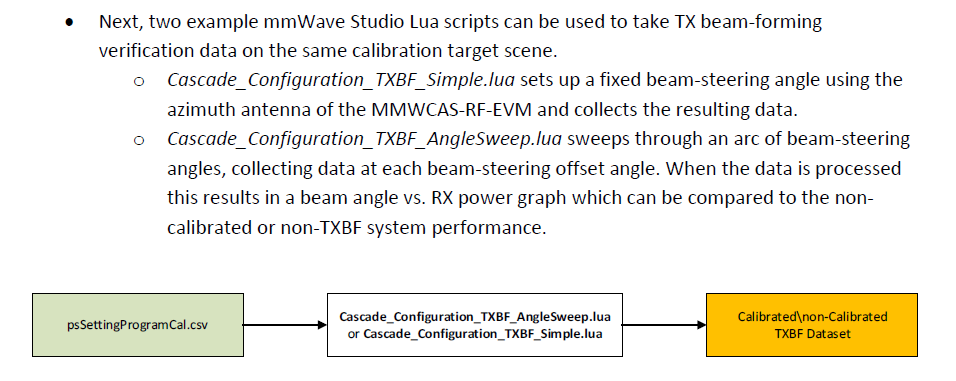 • Next, two example mmWave Studio Lua scripts can be used to take TX beam-forming
verification data on the same calibration target scene.
o Cascade_Configuration_TXBF_Simple.lua sets up a fixed beam-steering angle using the
azimuth antenna of the MMWCAS-RF-EVM and collects the resulting data.
o Cascade_Configuration_TXBF_AngleSweep.lua sweeps through an arc of beam-steering
angles, collecting data at each beam-steering offset angle. When the data is processed
this results in a beam angle vs. RX power graph which can be compared to the non-
calibrated or non-TXBF system performance.
psSettingProgramCal.csv
Cascade_Configuration_TXBF_AngleSweep.lua
or Cascade_Configuration_TXBF_Simple.lua
Calibrated\non-Calibrated
TXBF Dataset